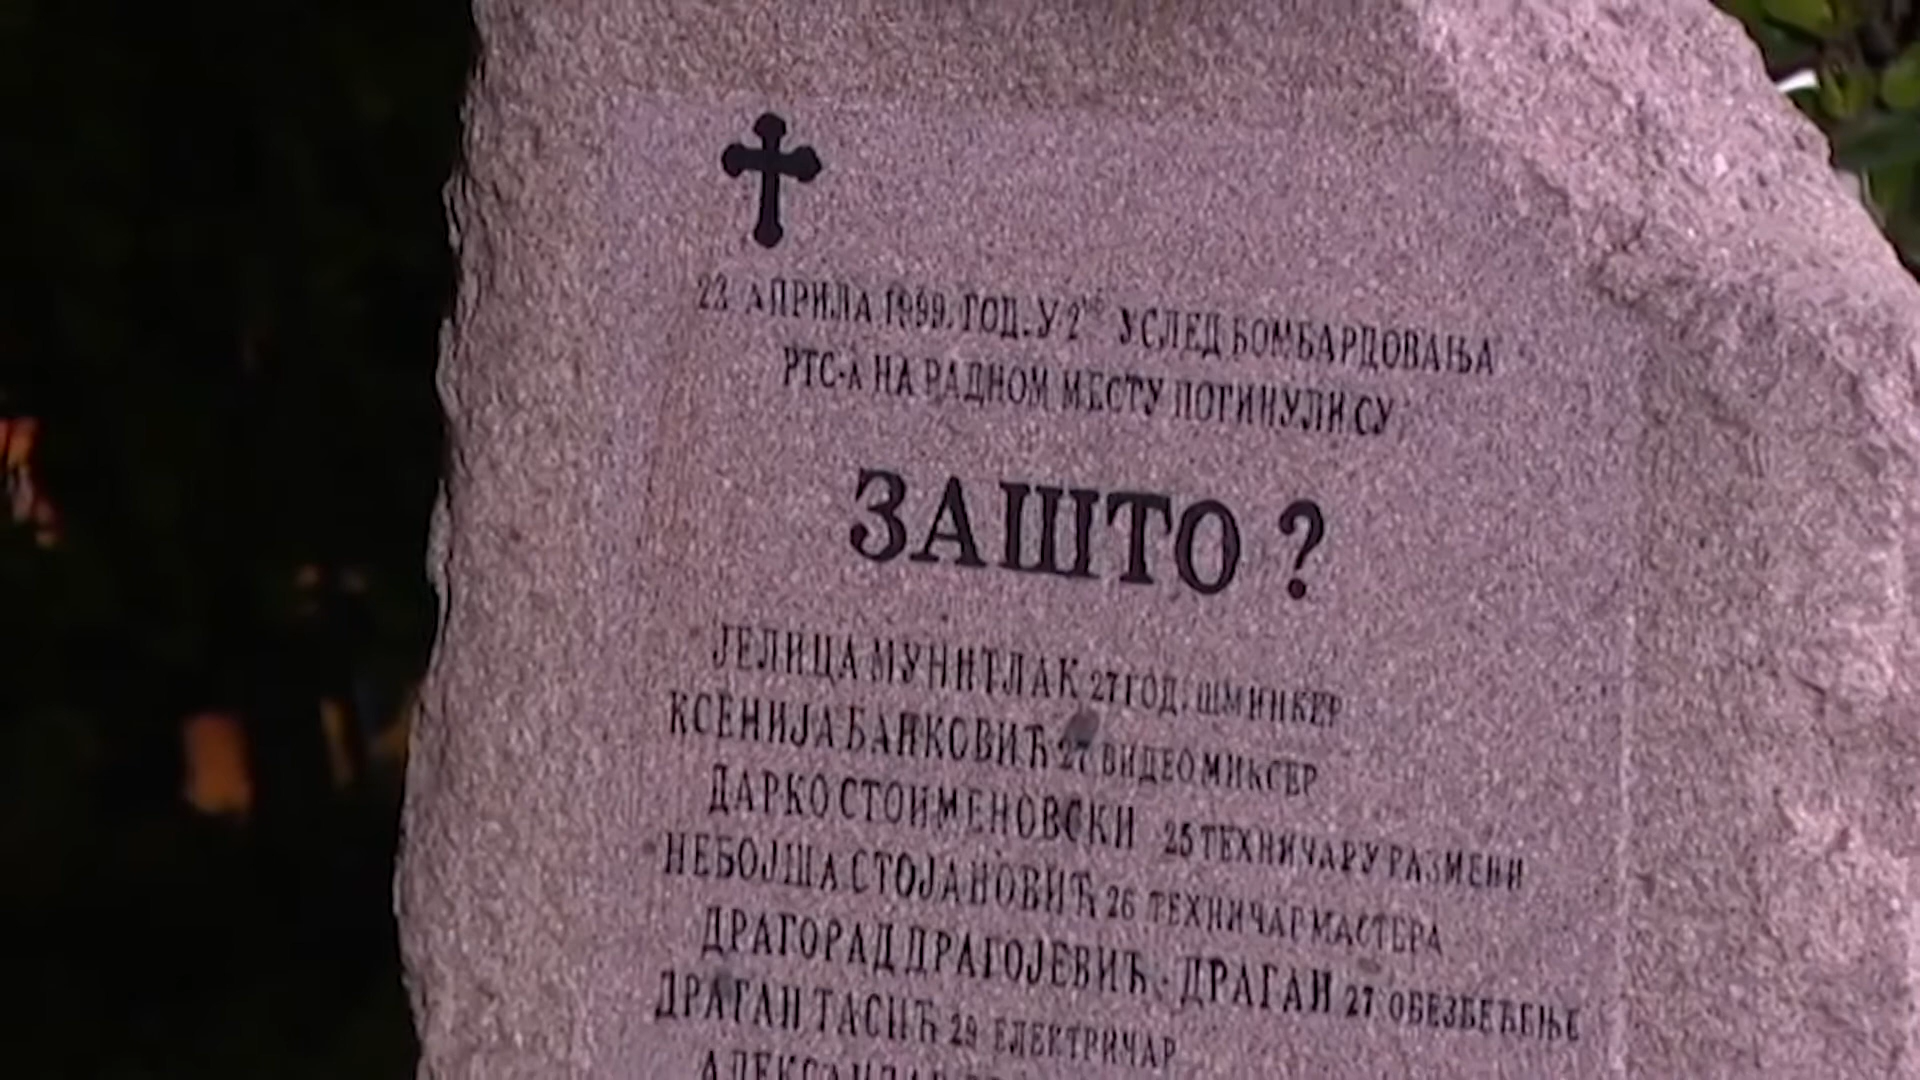 23. АПРИЛА 1999. ГОД. У 2⁰⁶ УСЛЕД БОМБАРДОВАЊА
РТС-А НА РАДНОМ МЕСТУ ПОГИНУЛИ СУ
ЗАШТО ?
ЈЕЛИЦА МУНИТЛАК 27 ГОД. ШМИНКЕР
КСЕНИЈА БАНКОВИЋ 27 ВИДЕО МИКСЕР
ДАРКО СТОИМЕНОВСКИ 25 ТЕХНИЧАР У РАЗМЕНИ
НЕБОЈША СТОЈАНОВИЋ 26 ТЕХНИЧАР МАСТЕРА
ДРАГОРАД ДРАГОЈЕВИЋ - ДРАГАН 27 ОБЕЗБЕЂЕЊЕ
ДРАГАН ТАСИЋ 29 ЕЛЕКТРИЧАР
АЛЕКСАНДАР